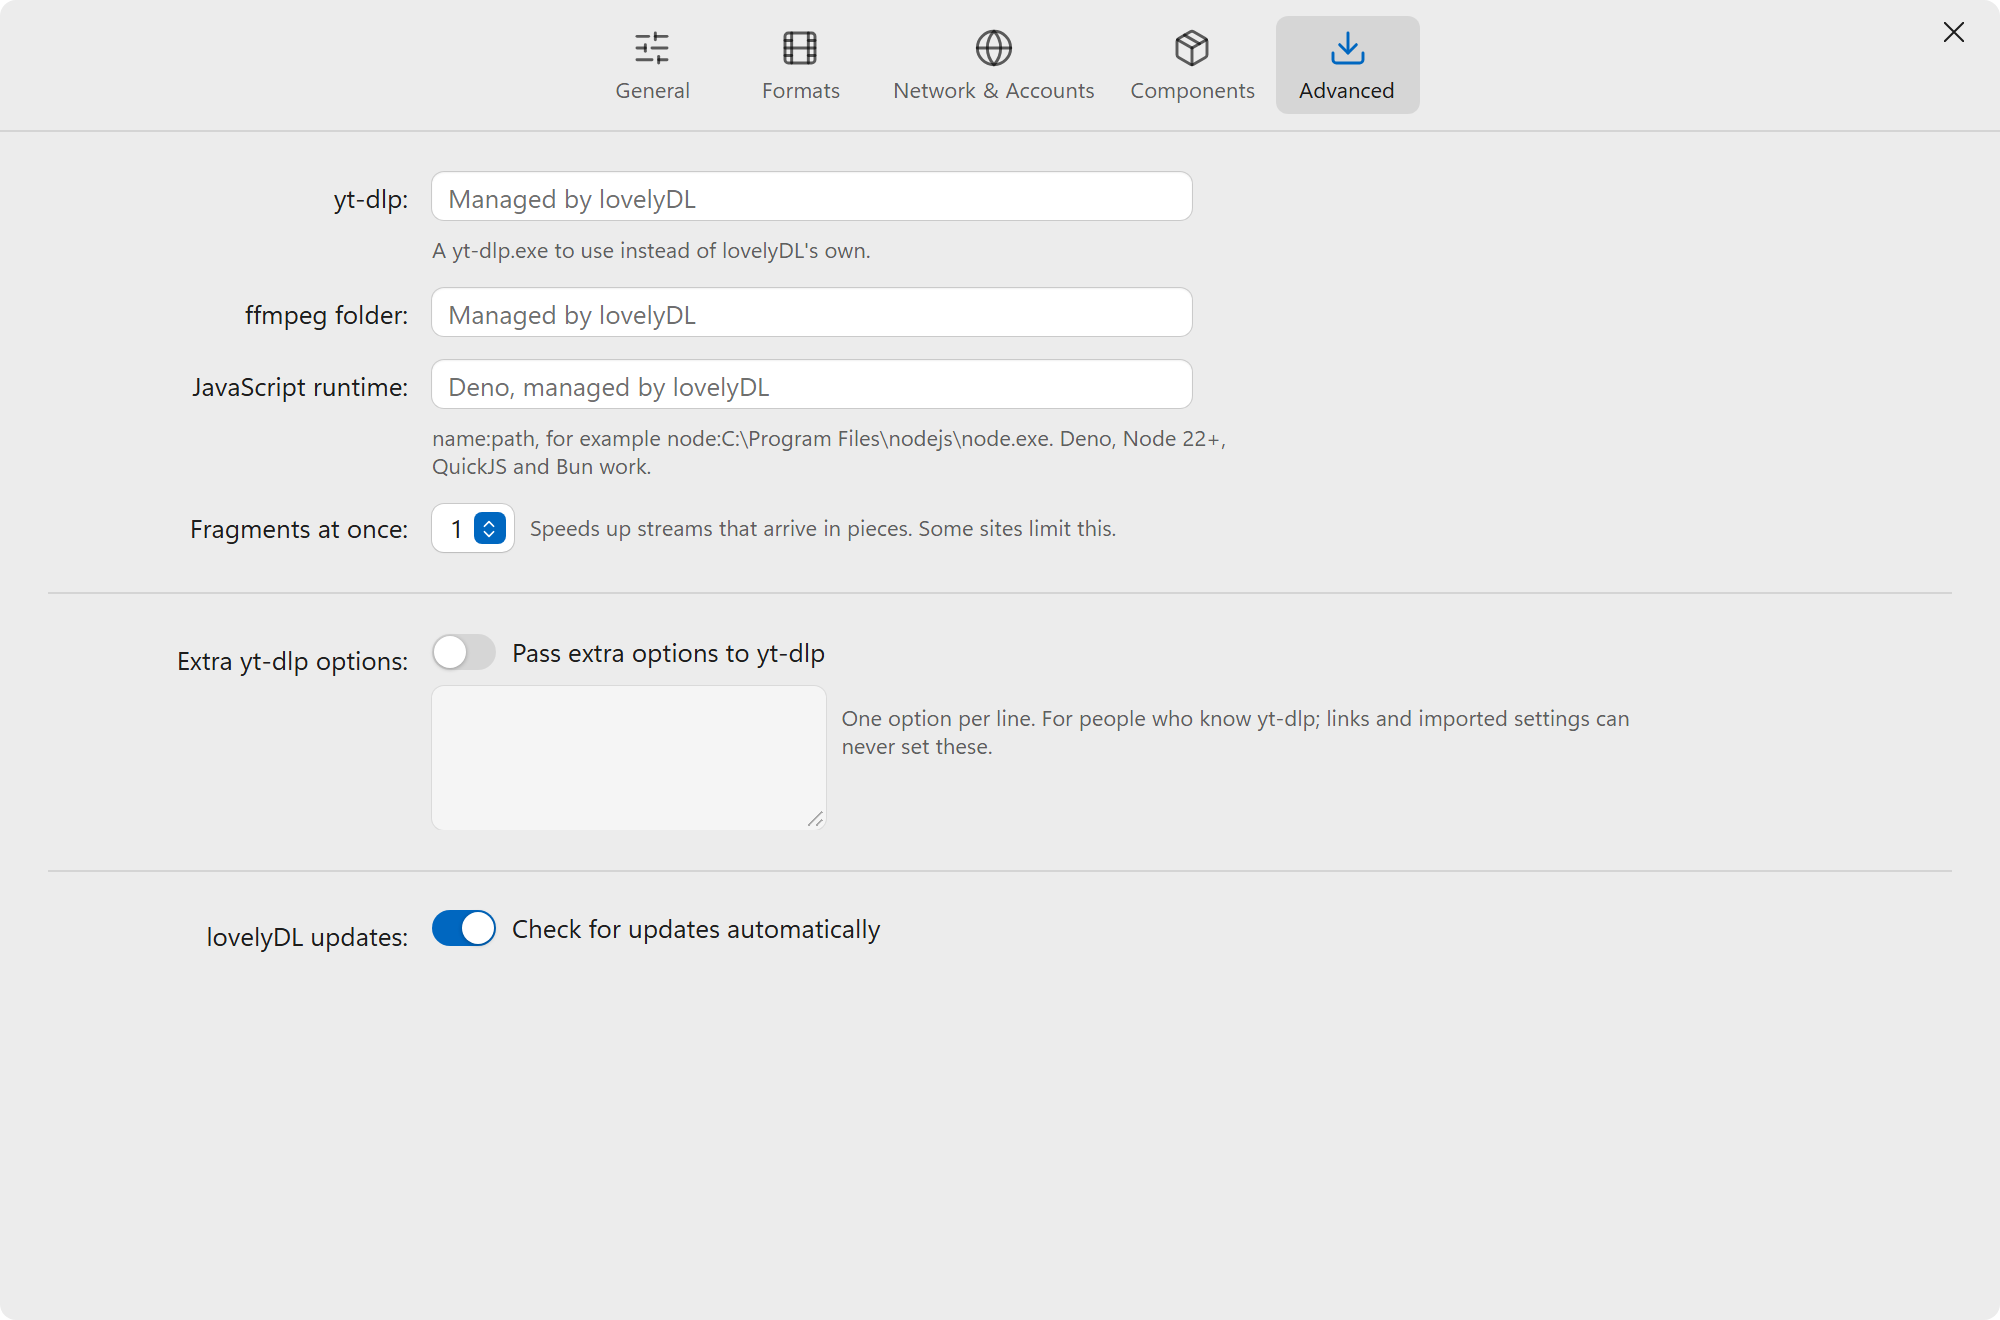 General
Formats
Network & Accounts
Components
Advanced
yt-dlp:
Managed by lovelyDL
A yt-dlp.exe to use instead of lovelyDL's own.
ffmpeg folder:
Managed by lovelyDL
JavaScript runtime:
Deno, managed by lovelyDL
name:path, for example node:C:\Program Files\nodejs\node.exe. Deno, Node 22+,
QuickJS and Bun work.
Fragments at once:
1
Speeds up streams that arrive in pieces. Some sites limit this.
Extra yt-dlp options:
Pass extra options to yt-dlp
One option per line. For people who know yt-dlp; links and imported settings can
never set these.
lovelyDL updates:
Check for updates automatically